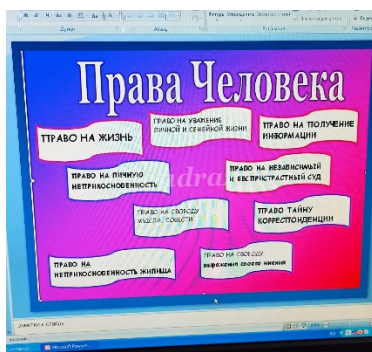 Права Человека
ПРАВО НА УВАЖЕНИЕ
ЛИЧНОЙ И СЕМЕЙНОЙ ЖИЗНИ
ПРАВО НА ЖИЗНЬ
ПРАВО НА ПОЛУЧЕНИЕ
ИНФОРМАЦИИ
ПРАВО НА ЛИЧНУЮ
НЕПРИКОСНОВЕННОСТЬ
ПРАВО НА НЕЗАВИСИМЫЙ
И БЕСПРИСТРАСТНЫЙ СУД
ПРАВО НА СВОБОДУ
МЫСЛИ, СОВЕСТИ
ПРАВО ТАЙНУ
КОРРЕСПОНДЕНЦИИ
ПРАВО НА
НЕПРИКОСНОВЕННОСТЬ ЖИЛИЩА
ПРАВО НА СВОБОДУ
выражения своего мнения
Заметки к слайду